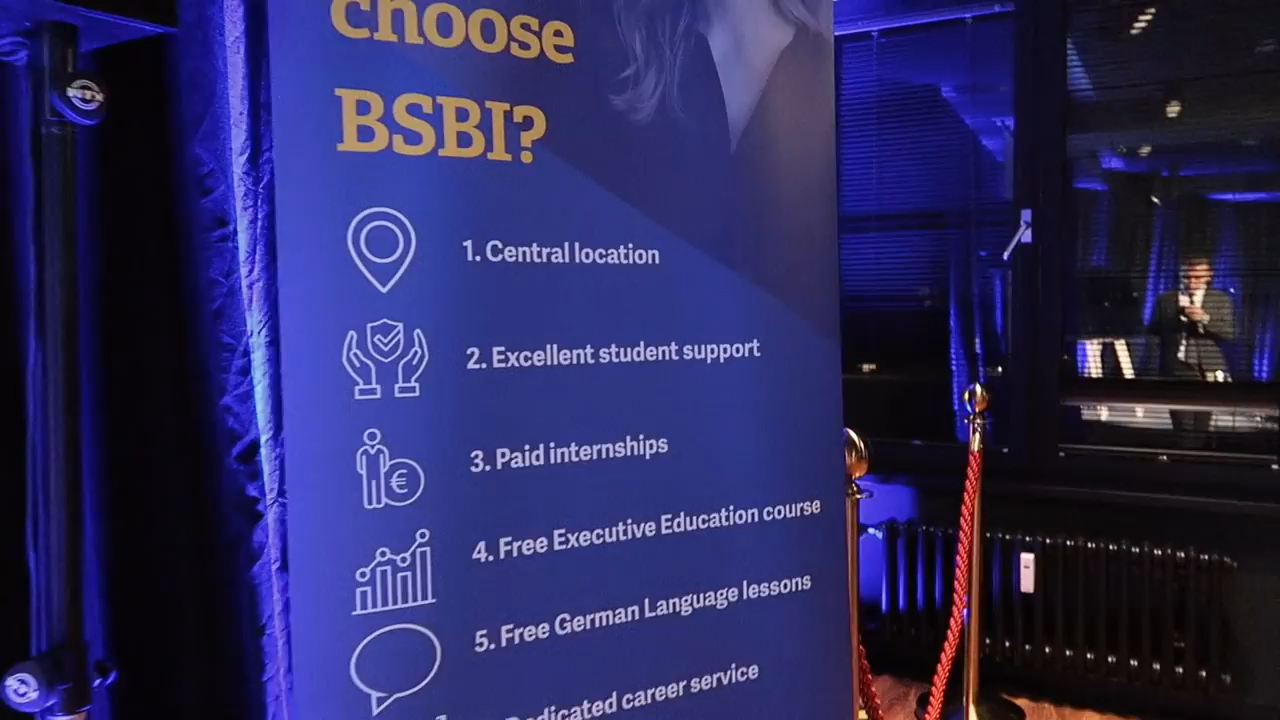 choose
BSBI?
1. Central location
2. Excellent student support
3. Paid internships
€
4. Free Executive Education course
5. Free German Language lessons
Dedicated career service
NTX